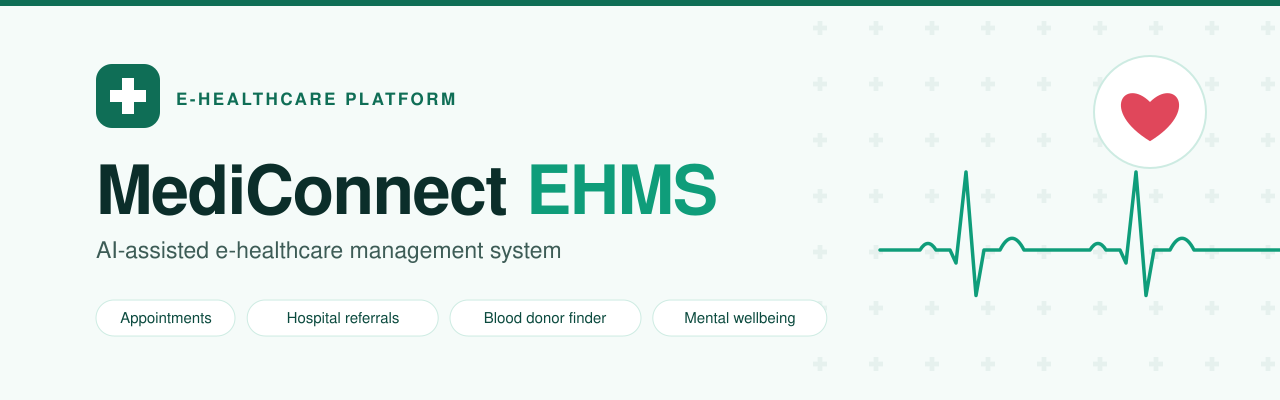 E-HEALTHCARE PLATFORM
MediConnect EHMS
AI-assisted e-healthcare management system
Appointments
Hospital referrals
Blood donor finder
Mental wellbeing